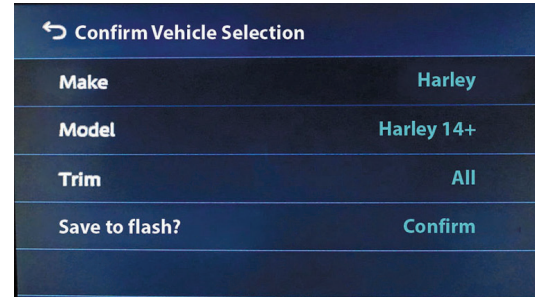 Confirm Vehicle Selection
Make Harley
Model Harley 14+
Trim All
Save to flash? Confirm